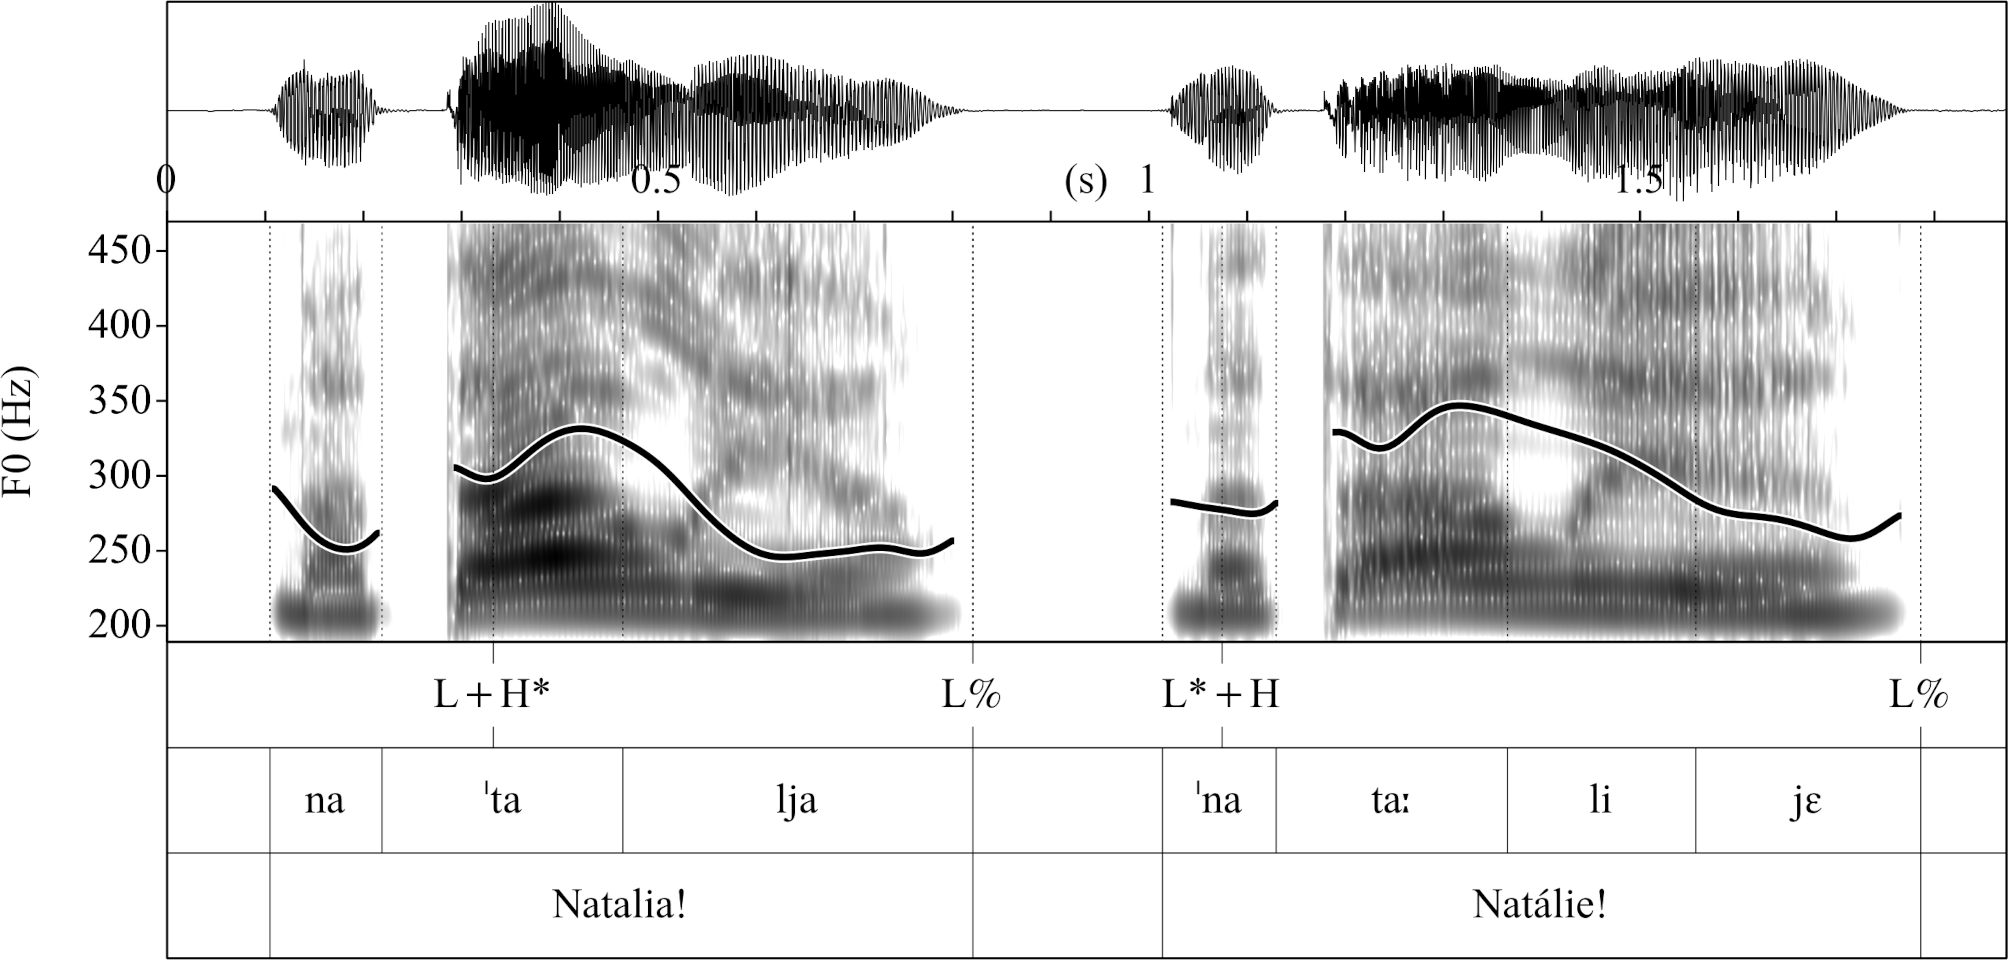 0 0.5 (s) 1 1.5
F0 (Hz)
450
400
350
300
250
200
L + H* L% L* + H L%
na ˈta lja ˈna taː li jɛ
Natalia! Natálie!